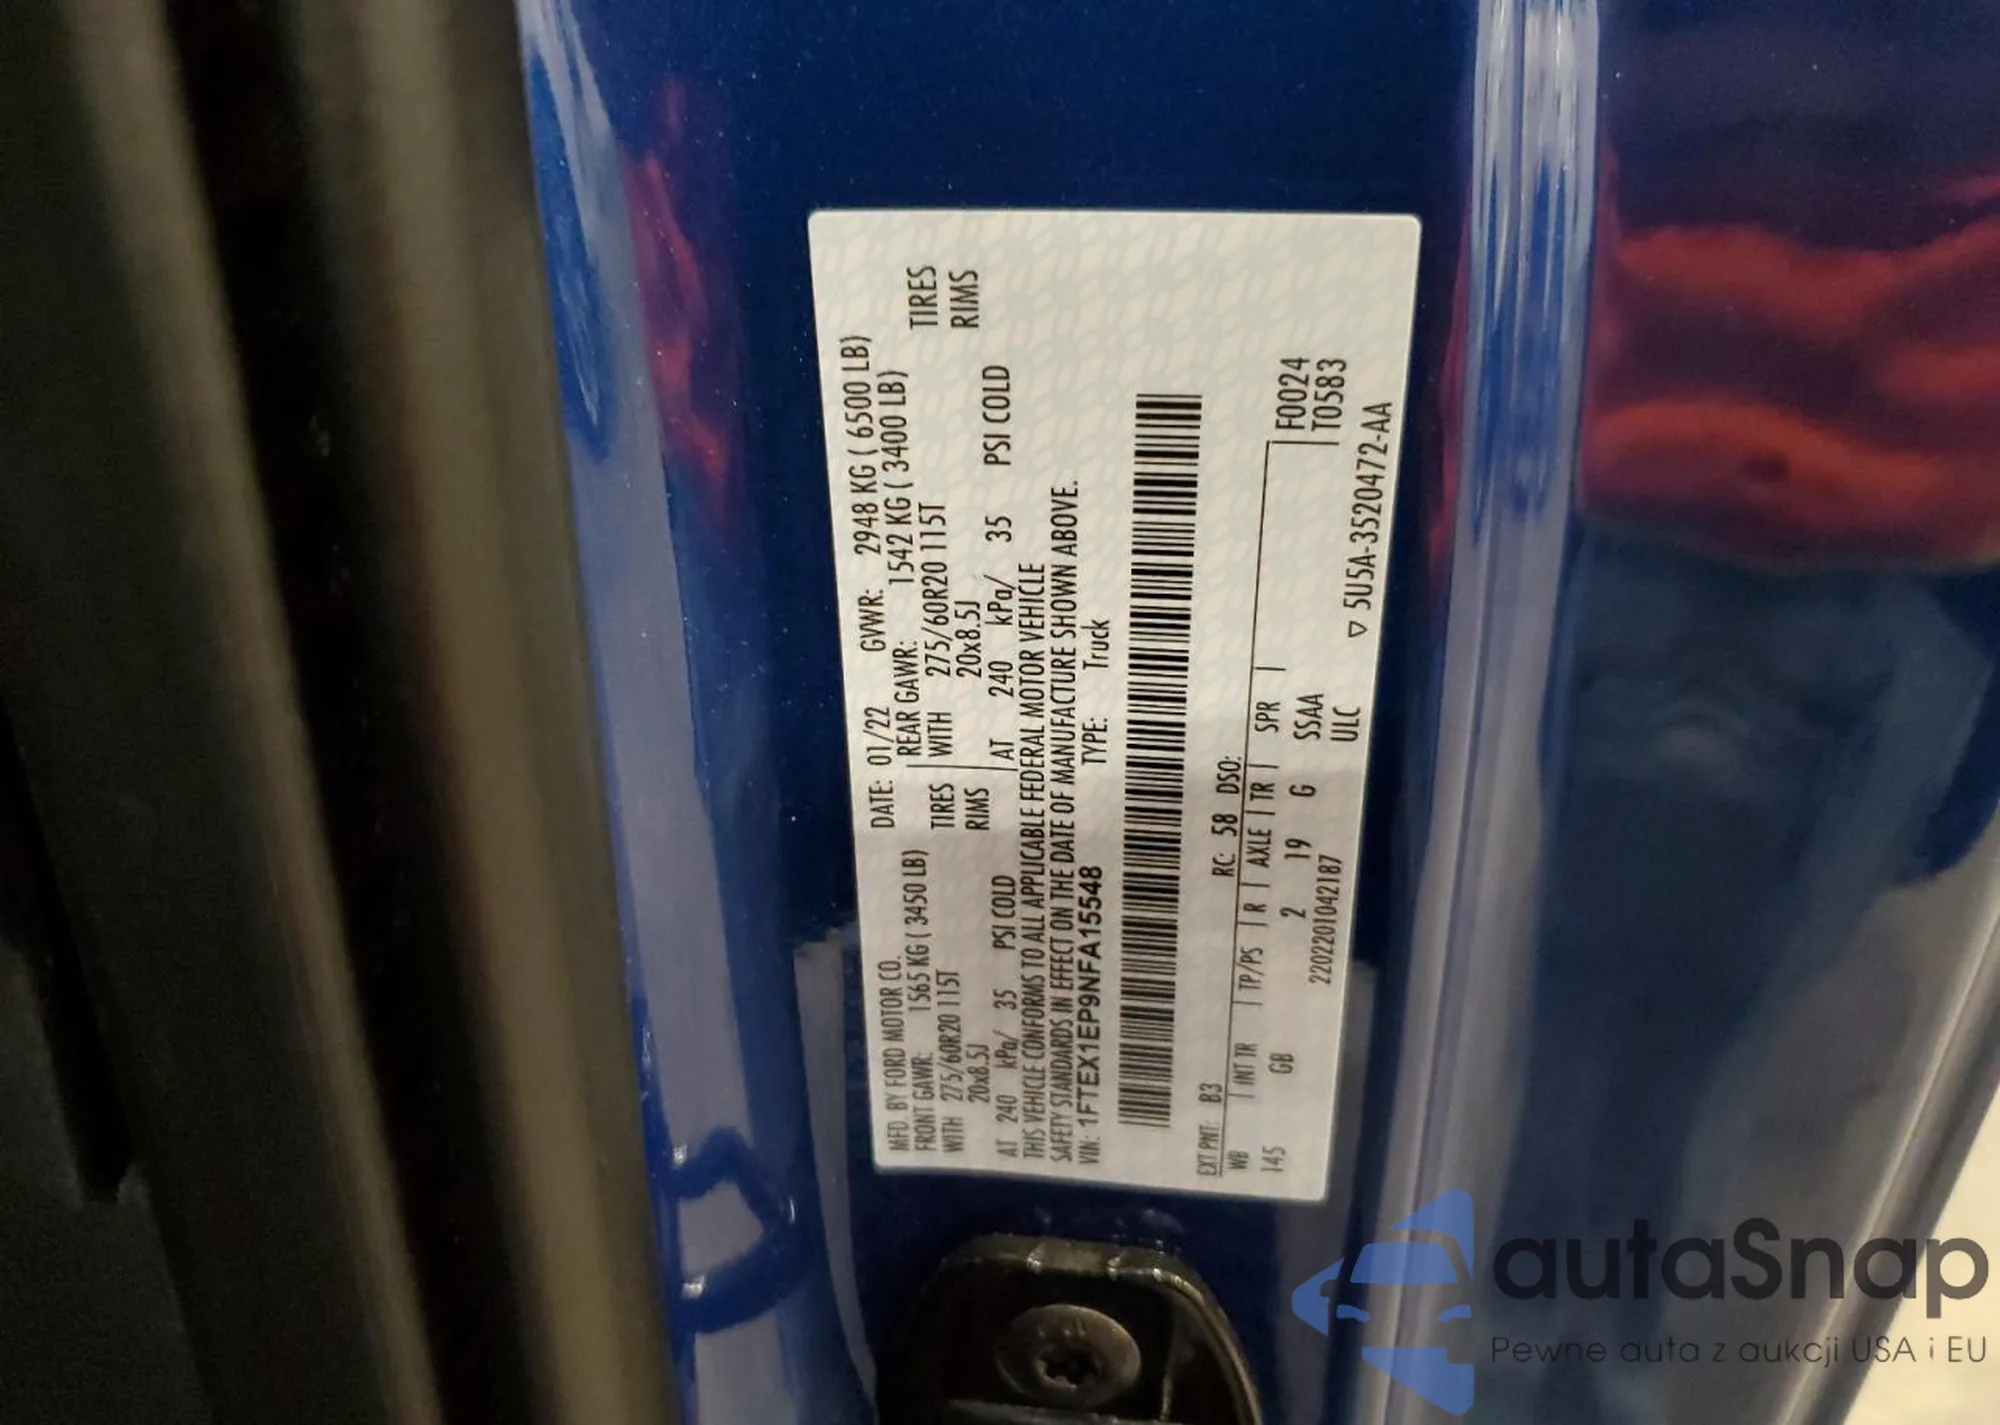 MFD. BY FORD MOTOR CO.
DATE: 01/22 GVWR: 2948 KG ( 6500 LB)
FRONT GAWR: 1565 KG ( 3450 LB)
REAR GAWR: 1542 KG ( 3400 LB)
WITH 275/60R20 115T TIRES
WITH 275/60R20 115T TIRES
20x8.5J RIMS
20x8.5J RIMS
AT 240 kPa/ 35 PSI COLD
AT 240 kPa/ 35 PSI COLD
THIS VEHICLE CONFORMS TO ALL APPLICABLE FEDERAL MOTOR VEHICLE
SAFETY STANDARDS IN EFFECT ON THE DATE OF MANUFACTURE SHOWN ABOVE.
VIN: 1FTEX1EP9NFA15548 TYPE: Truck
EXT PNT: B3 RC: 58 DSO:
WB INT TR TP/PS R AXLE TR SPR
145 GB 2 19 G SSAA F0024
2202201042187 ULC T0583
▽ 5U5A-3520472-AA
autaSnap
Pewne auta z aukcji USA i EU